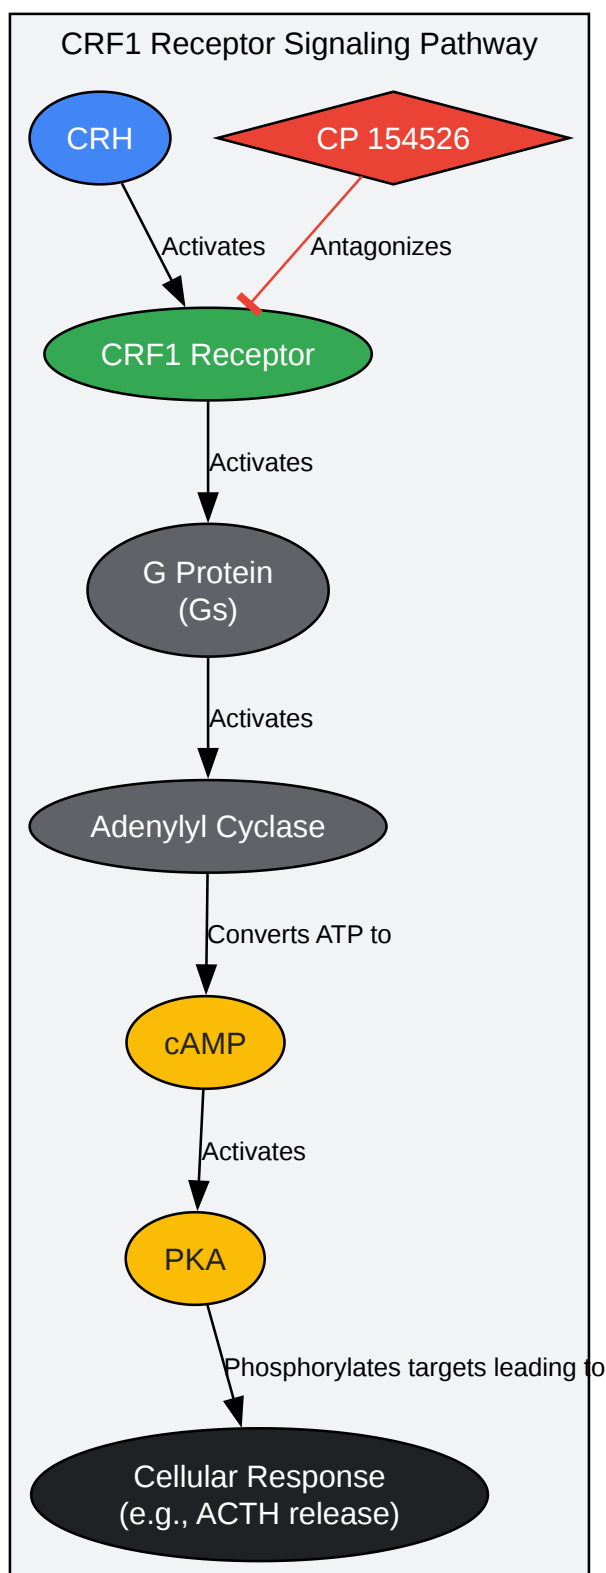 CRF1 Receptor Signaling Pathway
CRH
CP 154526
Activates
Antagonizes
CRF1 Receptor
Activates
G Protein
(Gs)
Activates
Adenylyl Cyclase
Converts ATP to
cAMP
Activates
PKA
Phosphorylates targets leading to
Cellular Response
(e.g., ACTH release)